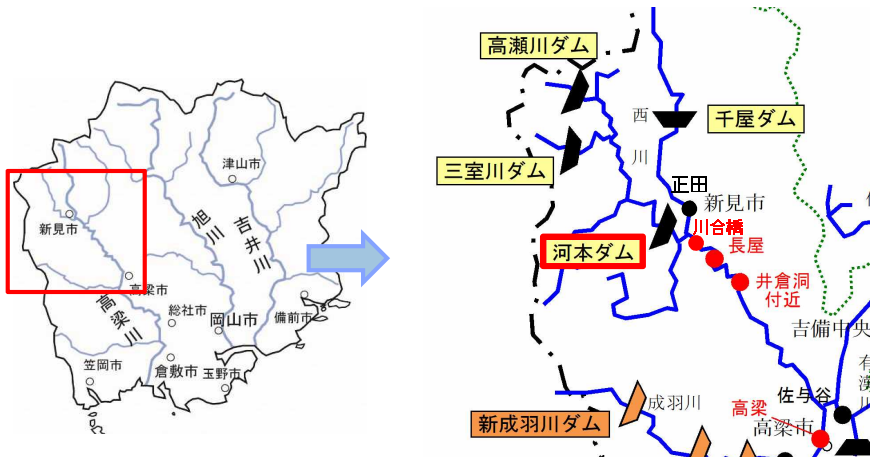 津山市
新見市
旭川
吉井川
高梁市
高梁川
総社市
岡山市
備前市
笠岡市
倉敷市
玉野市
高瀬川ダム
西川
千屋ダム
三室川ダム
正田
新見市
川合橋
河本ダム
長屋
井倉洞
付近
吉備中央
有漢川
佐与谷
成羽川
高梁
新成羽川ダム
高梁市